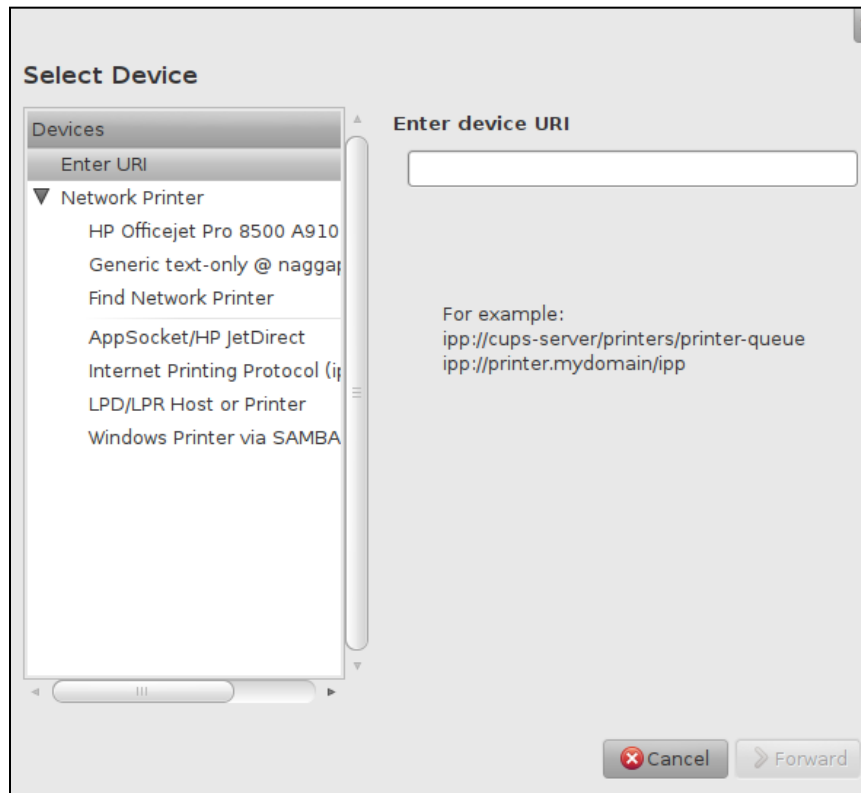 Select Device
Devices
Enter URI
Network Printer
HP Officejet Pro 8500 A910
Generic text-only @
Find Network Printer
AppSocket/HP JetDirect
Internet Printing Protocol
LPD/LPR Host or Printer
Windows Printer via SAMBA
Enter device URI
For example:
ipp://cups-server/printers/printer-queue
ipp://printer.mydomain/ipp
Cancel
Forward